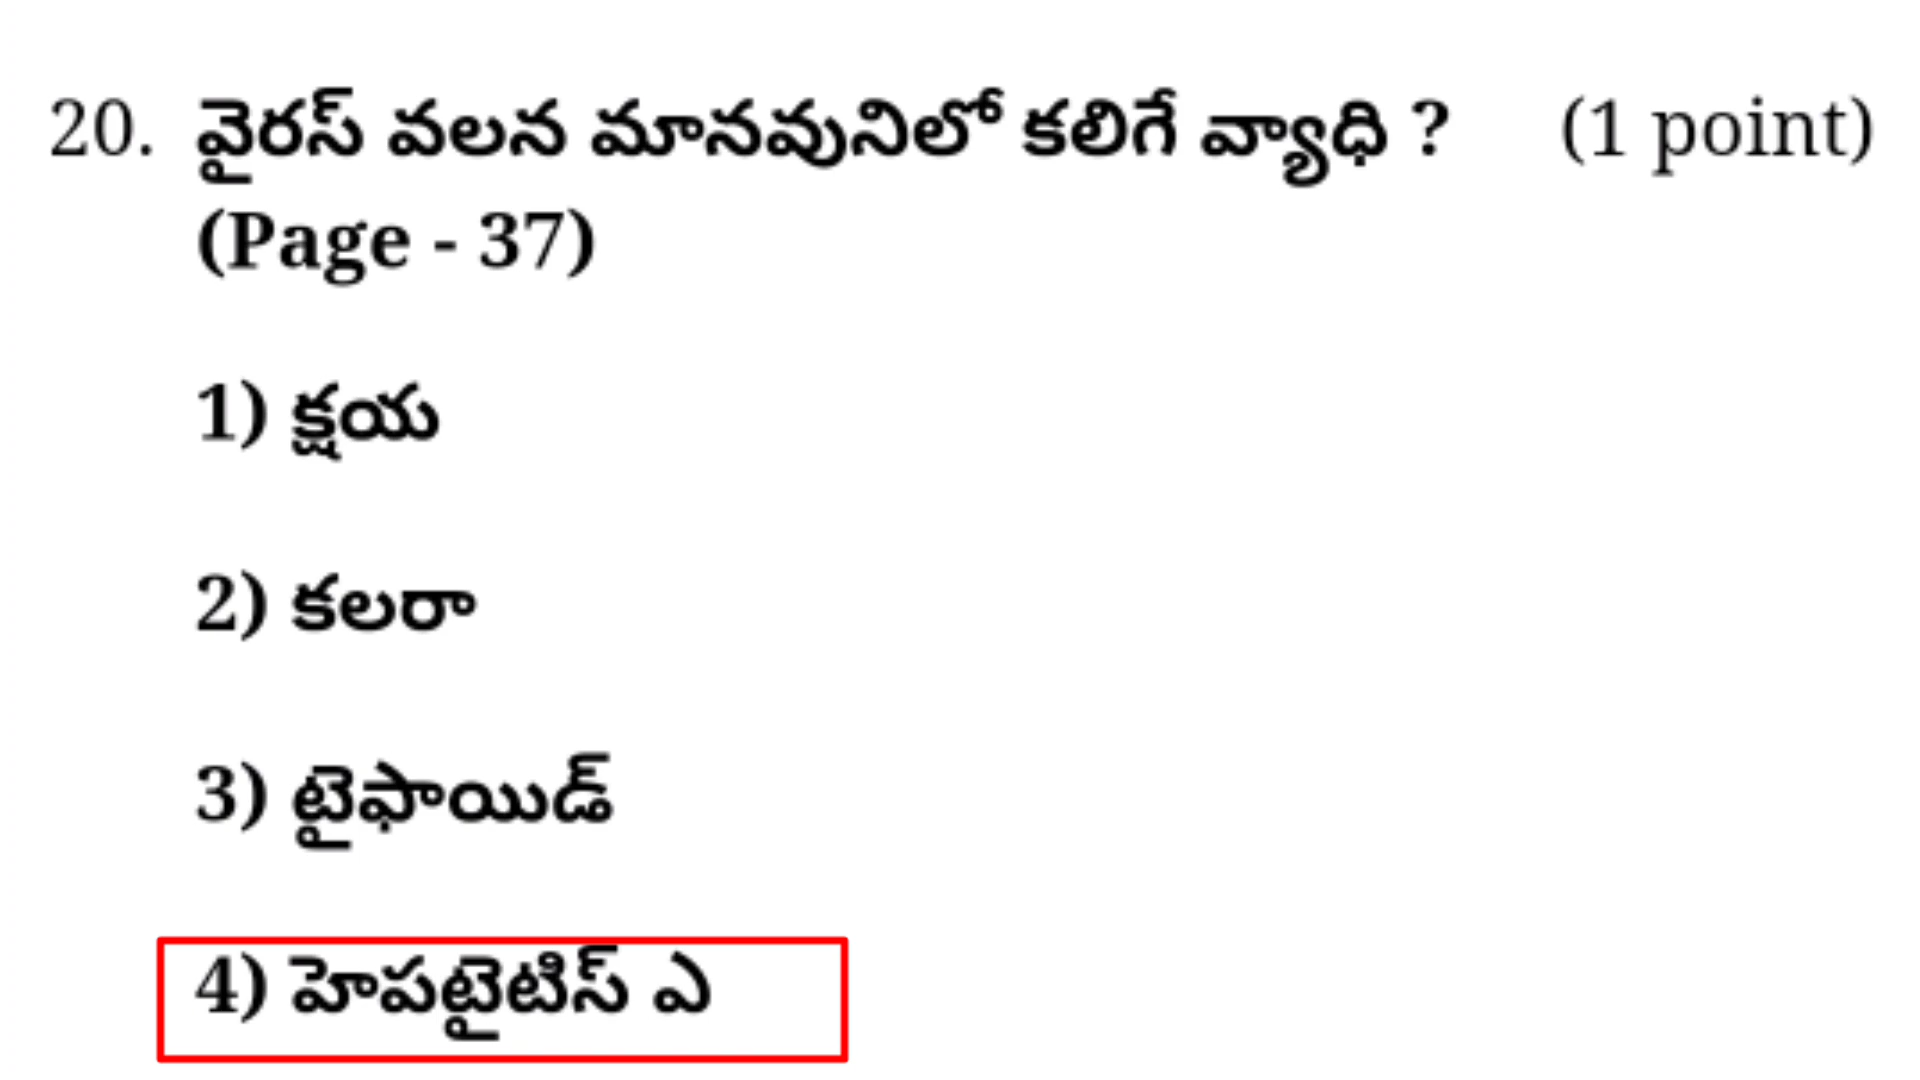 20. వైరస్ వలన మానవునిలో కలిగే వ్యాధి ? (1 point)
(Page - 37)
1) క్షయ
2) కలరా
3) టైఫాయిడ్
4) హెపటైటిస్ ఎ